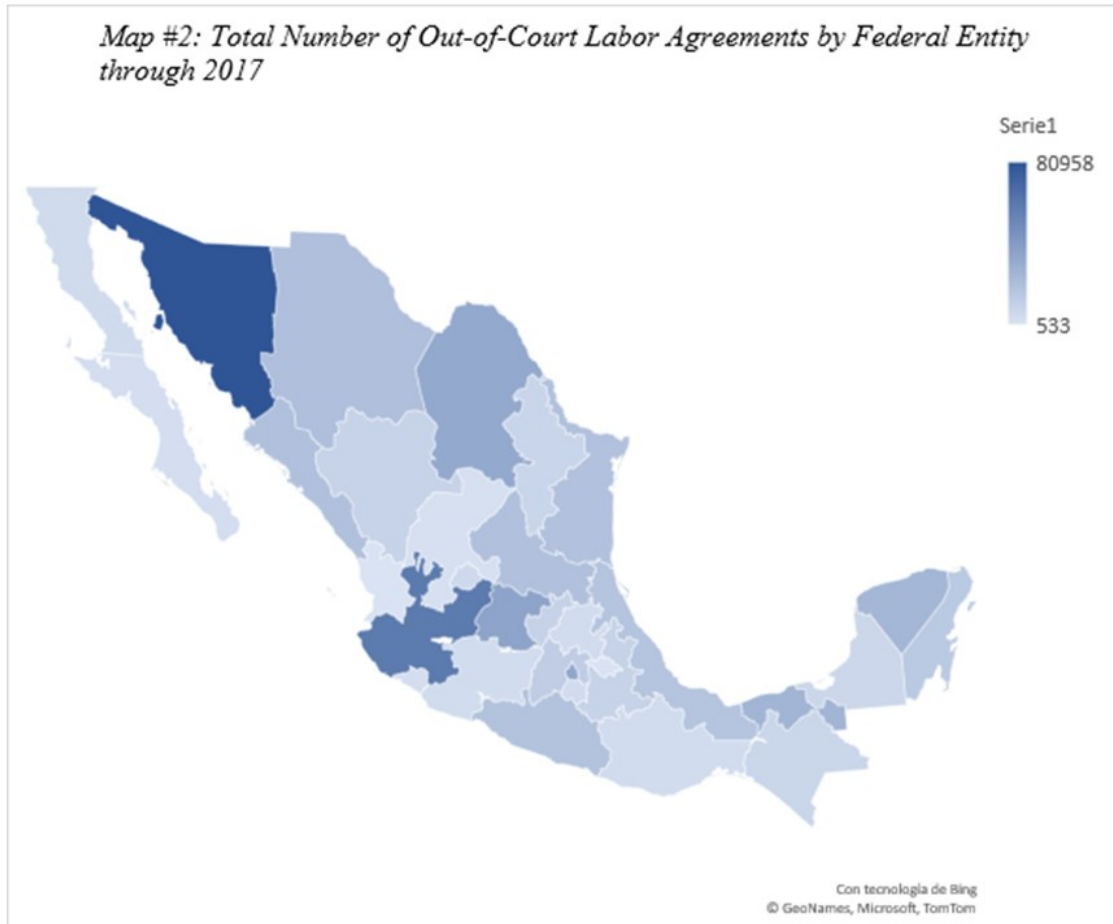 Map #2: Total Number of Out-of-Court Labor Agreements by Federal Entity
through 2017
Serie1
80958
533
Con tecnología de Bing
© GeoNames, Microsoft, TomTom